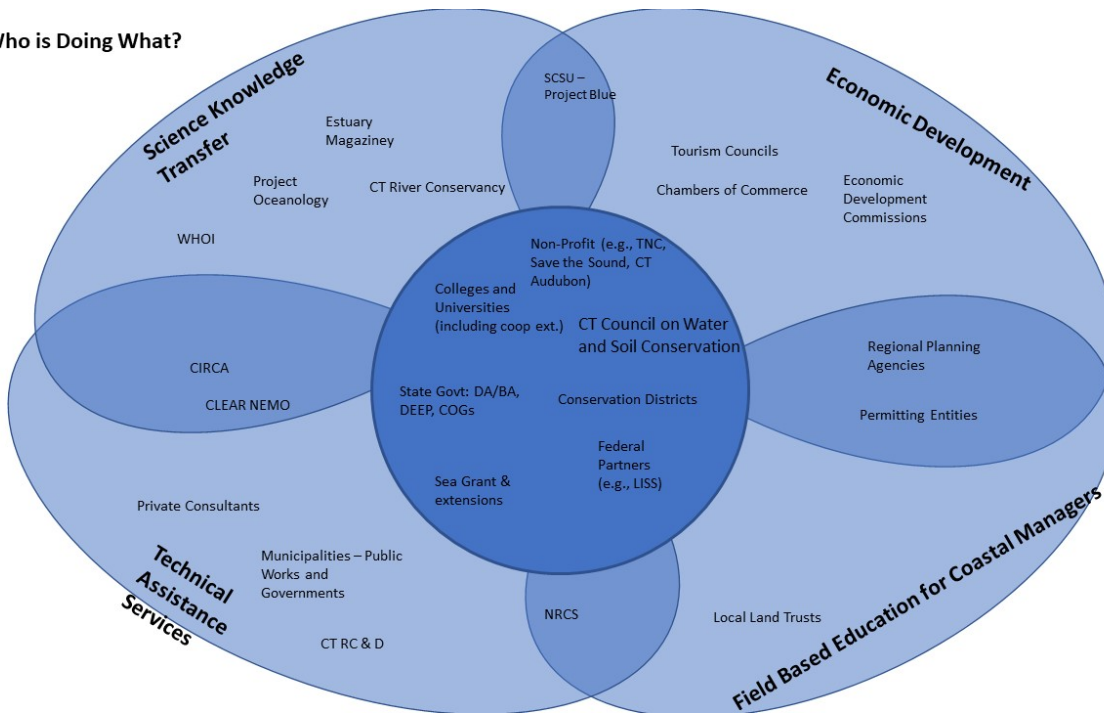 Who is Doing What?
Science Knowledge
Transfer
Estuary
Magaziney
Project
Oceanology
CT River Conservancy
WHOI
SCSU –
Project Blue
Economic Development
Tourism Councils
Chambers of Commerce
Economic
Development
Commissions
Non-Profit (e.g., TNC,
Save the Sound, CT
Audubon)
Colleges and
Universities
(including coop ext.)
CT Council on Water
and Soil Conservation
State Govt: DA/BA,
DEEP, COGs
Conservation Districts
Federal
Partners
(e.g., LISS)
Sea Grant &
extensions
CIRCA
CLEAR NEMO
Regional Planning
Agencies
Permitting Entities
Private Consultants
Municipalities – Public
Works and
Governments
CT RC & D
Technical
Assistance
Services
NRCS
Local Land Trusts
Field Based Education for Coastal Managers